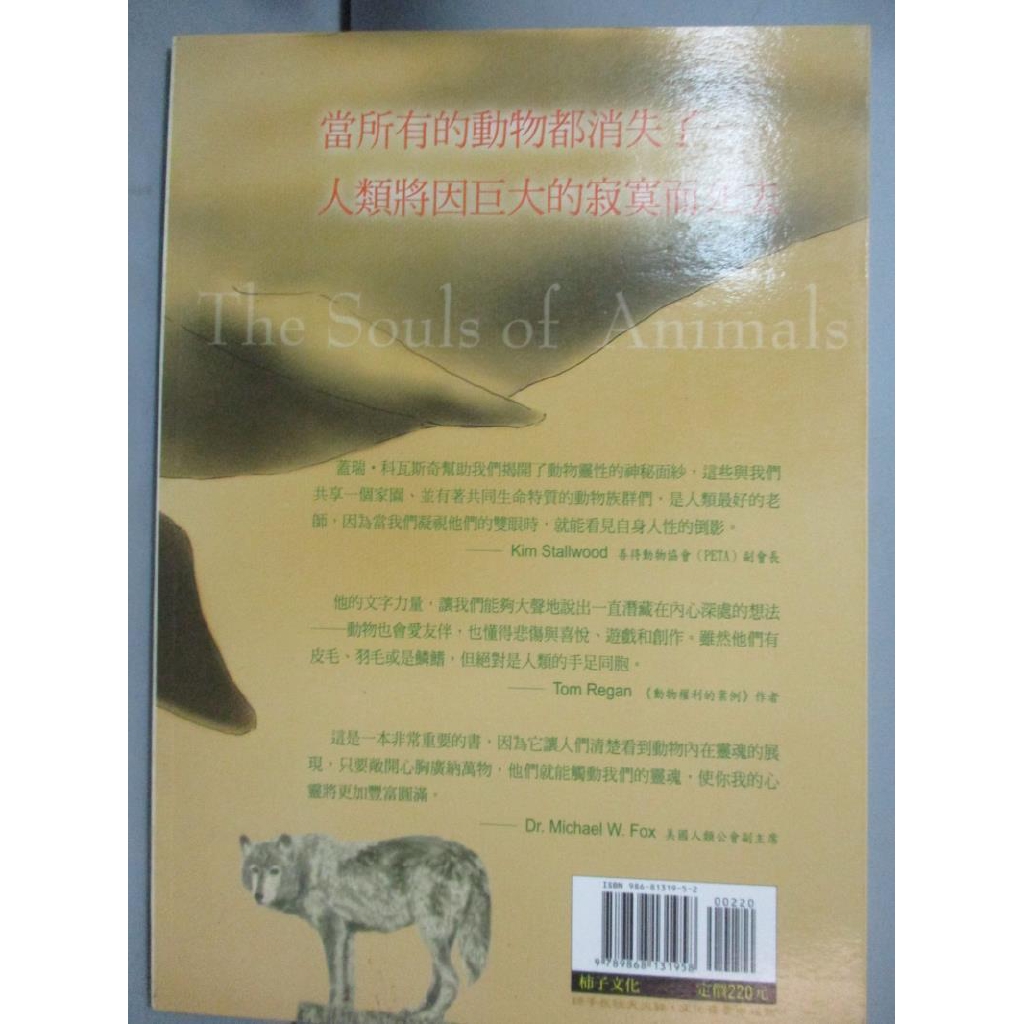 當所有的動物都消失了
人類將因巨大的寂寞而死去
The Souls of Animals
蓋瑞・科瓦斯奇幫助我們揭開了動物靈性的神秘面紗，這些與我們
共享一個家園、並有著共同生命特質的動物族群們，是人類最好的老
師，因為當我們凝視他們的雙眼時，就能看見自身人性的倒影。
—— Kim Stallwood 善待動物協會（PETA）副會長
他的文字力量，讓我們能夠大聲地說出一直潛藏在內心深處的想法
——動物也會愛友伴，也懂得悲傷與喜悅，遊戲和創作。雖然他們有
皮毛、羽毛或是鱗鰭，但絕對是人類的手足同胞。
—— Tom Regan 《動物權利的案例》作者
這是一本非常重要的書，因為它讓人們清楚看到動物內在靈魂的展
現，只要敞開心胸廣納萬物，他們就能觸動我們的靈魂，使你我的心
靈將更加豐富圓滿。
—— Dr. Michael W. Fox 美國人類公會副主席
ISBN 986-81319-5-2
00220
9 789868 131958
柿子文化 定價220元